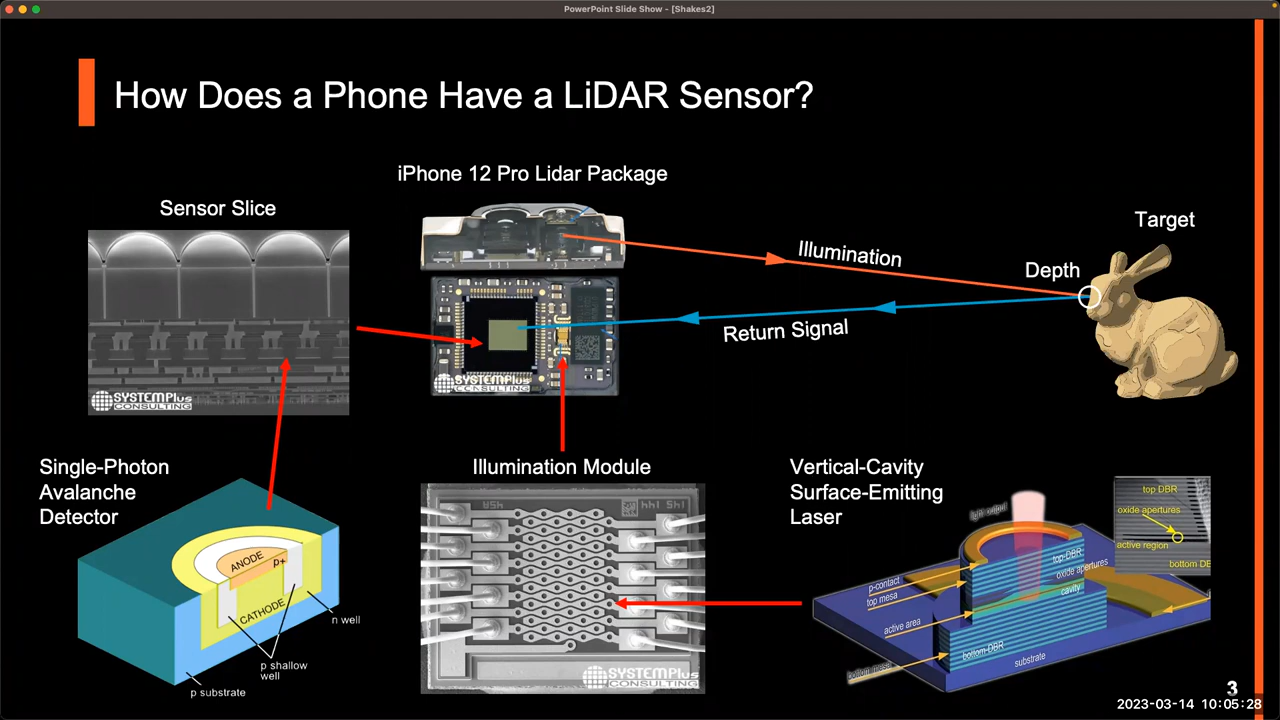 PowerPoint Slide Show - [Shakes2]
How Does a Phone Have a LiDAR Sensor?
iPhone 12 Pro Lidar Package
Sensor Slice
Target
Illumination
Depth
Return Signal
SYSTEMPlus
CONSULTING
SYSTEMPlus
CONSULTING
Single-Photon
Avalanche
Detector
ANODE
P+
CATHODE
n well
p shallow
well
p substrate
Illumination Module
SYSTEMPlus
CONSULTING
Vertical-Cavity
Surface-Emitting
Laser
light output
p-contact
top mesa
active area
bottom mesa
top-DBR
oxide apertures
cavity
bottom-DBR
substrate
top DBR
oxide apertures
active region
bottom DB
3
2023-03-14 10:05:28